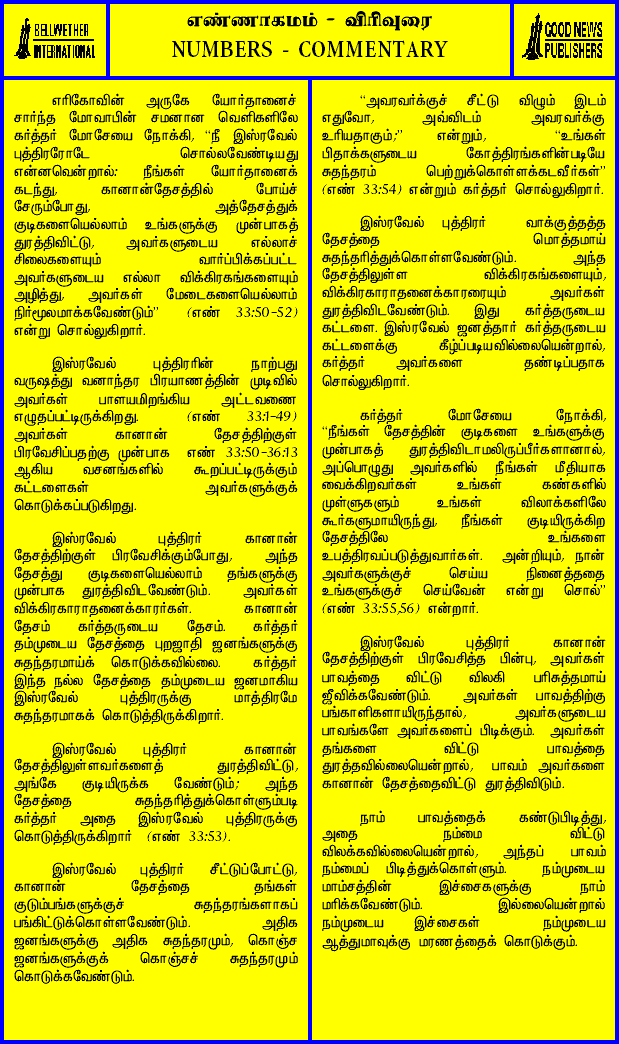 BELLWETHER
INTERNATIONAL
எண்ணாகமம் - விரிவுரை
NUMBERS - COMMENTARY
GOOD NEWS
PUBLISHERS
எரிகோவின் அருகே யோர்தானைச்
சார்ந்த மோவாபின் சமனான வெளிகளிலே
கர்த்தர் மோசேயை நோக்கி, “நீ இஸ்ரவேல்
புத்திரரோடே சொல்லவேண்டியது
என்னவென்றால்: நீங்கள் யோர்தானைக்
கடந்து, கானான்தேசத்தில் போய்ச்
சேரும்போது, அத்தேசத்துக்
குடிகளையெல்லாம் உங்களுக்கு முன்பாகத்
துரத்திவிட்டு, அவர்களுடைய எல்லாச்
சிலைகளையும் வார்ப்பிக்கப்பட்ட
அவர்களுடைய எல்லா விக்கிரகங்களையும்
அழித்து, அவர்கள் மேடைகளையெல்லாம்
நிர்மூலமாக்கவேண்டும்” (எண் 33:50-52)
என்று சொல்லுகிறார்.
இஸ்ரவேல் புத்திரரின் நாற்பது
வருஷத்து வனாந்தர பிரயாணத்தின் முடிவில்
அவர்கள் பாளயமிறங்கிய அட்டவணை
எழுதப்பட்டிருக்கிறது. (எண் 33:1-49)
அவர்கள் கானான் தேசத்திற்குள்
பிரவேசிப்பதற்கு முன்பாக எண் 33:50-36:13
ஆகிய வசனங்களில் கூறப்பட்டிருக்கும்
கட்டளைகள் அவர்களுக்குக்
கொடுக்கப்படுகிறது.
இஸ்ரவேல் புத்திரர் கானான்
தேசத்திற்குள் பிரவேசிக்கும்போது, அந்த
தேசத்து குடிகளையெல்லாம் தங்களுக்கு
முன்பாக துரத்திவிடவேண்டும். அவர்கள்
விக்கிரகாராதனைக்காரர்கள். கானான்
தேசம் கர்த்தருடைய தேசம். கர்த்தர்
தம்முடைய தேசத்தை புறஜாதி ஜனங்களுக்கு
சுதந்தரமாய்க் கொடுக்கவில்லை. கர்த்தர்
இந்த நல்ல தேசத்தை தம்முடைய ஜனமாகிய
இஸ்ரவேல் புத்திரருக்கு மாத்திரமே
சுதந்தரமாகக் கொடுத்திருக்கிறார்.
இஸ்ரவேல் புத்திரர் கானான்
தேசத்திலுள்ளவர்களைத் துரத்திவிட்டு,
அங்கே குடியிருக்க வேண்டும்; அந்த
தேசத்தை சுதந்தரித்துக்கொள்ளும்படி
கர்த்தர் அதை இஸ்ரவேல் புத்திரருக்கு
கொடுத்திருக்கிறார் (எண் 33:53).
இஸ்ரவேல் புத்திரர் சீட்டுப்போட்டு,
கானான் தேசத்தை தங்கள்
குடும்பங்களுக்குச் சுதந்தரங்களாகப்
பங்கிட்டுக்கொள்ளவேண்டும். அதிக
ஜனங்களுக்கு அதிக சுதந்தரமும், கொஞ்ச
ஜனங்களுக்குக் கொஞ்சச் சுதந்தரமும்
கொடுக்கவேண்டும்.
“அவரவர்க்குச் சீட்டு விழும் இடம்
எதுவோ, அவ்விடம் அவரவர்க்கு
உரியதாகும்;” என்றும், “உங்கள்
பிதாக்களுடைய கோத்திரங்களின்படியே
சுதந்தரம் பெற்றுக்கொள்ளக்கடவீர்கள்”
(எண் 33:54) என்றும் கர்த்தர் சொல்லுகிறார்.
இஸ்ரவேல் புத்திரர் வாக்குத்தத்த
தேசத்தை மொத்தமாய்
சுதந்தரித்துக்கொள்ளவேண்டும். அந்த
தேசத்திலுள்ள விக்கிரகங்களையும்,
விக்கிரகாராதனைக்காரரையும் அவர்கள்
துரத்திவிடவேண்டும். இது கர்த்தருடைய
கட்டளை. இஸ்ரவேல் ஜனத்தார் கர்த்தருடைய
கட்டளைக்கு கீழ்ப்படியவில்லையென்றால்,
கர்த்தர் அவர்களை தண்டிப்பதாக
சொல்லுகிறார்.
கர்த்தர் மோசேயை நோக்கி,
“நீங்கள் தேசத்தின் குடிகளை உங்களுக்கு
முன்பாகத் துரத்திவிடாமலிருப்பீர்களானால்,
அப்பொழுது அவர்களில் நீங்கள் மீதியாக
வைக்கிறவர்கள் உங்கள் கண்களில்
முள்ளுகளும் உங்கள் விலாக்களிலே
கூர்களுமாயிருந்து, நீங்கள் குடியிருக்கிற
தேசத்திலே உங்களை
உபத்திரவப்படுத்துவார்கள். அன்றியும், நான்
அவர்களுக்குச் செய்ய நினைத்ததை
உங்களுக்குச் செய்வேன் என்று சொல்”
(எண் 33:55,56) என்றார்.
இஸ்ரவேல் புத்திரர் கானான்
தேசத்திற்குள் பிரவேசித்த பின்பு, அவர்கள்
பாவத்தை விட்டு விலகி பரிசுத்தமாய்
ஜீவிக்கவேண்டும். அவர்கள் பாவத்திற்கு
பங்காளிகளாயிருந்தால், அவர்களுடைய
பாவங்களே அவர்களைப் பிடிக்கும். அவர்கள்
தங்களை விட்டு பாவத்தை
துரத்தவில்லையென்றால், பாவம் அவர்களை
கானான் தேசத்தைவிட்டு துரத்திவிடும்.
நாம் பாவத்தைக் கண்டுபிடித்து,
அதை நம்மை விட்டு
விலக்கவில்லையென்றால், அந்தப் பாவம்
நம்மைப் பிடித்துக்கொள்ளும். நம்முடைய
மாம்சத்தின் இச்சைகளுக்கு நாம்
மரிக்கவேண்டும். இல்லையென்றால்
நம்முடைய இச்சைகள் நம்முடைய
ஆத்துமாவுக்கு மரணத்தைக் கொடுக்கும்.